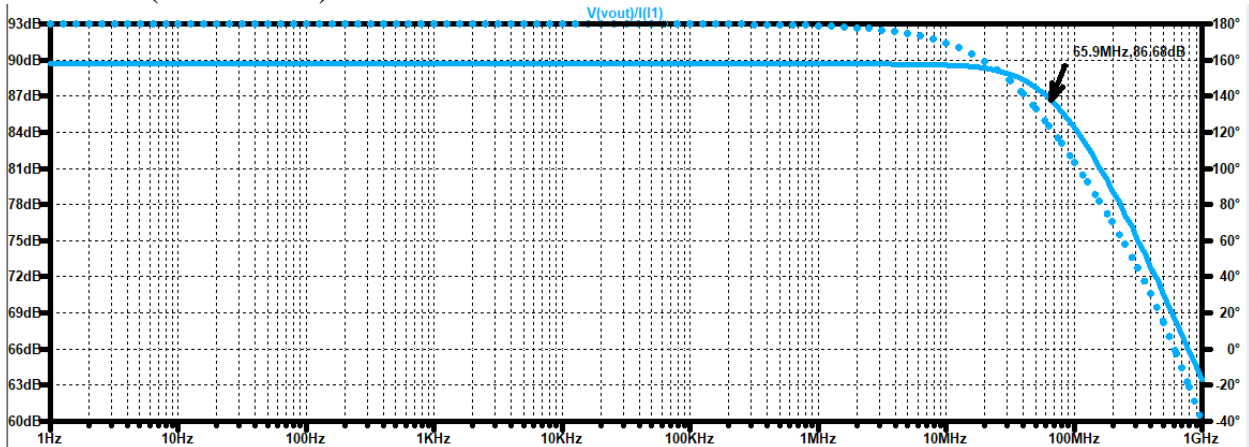 V(vout)/I(I1)
93dB 180°
90dB 160°
65.9MHz,86.68dB
87dB 140°
84dB 120°
81dB 100°
78dB 80°
75dB 60°
72dB 40°
69dB 20°
66dB 0°
63dB -20°
60dB -40°
1Hz 10Hz 100Hz 1KHz 10KHz 100KHz 1MHz 10MHz 100MHz 1GHz